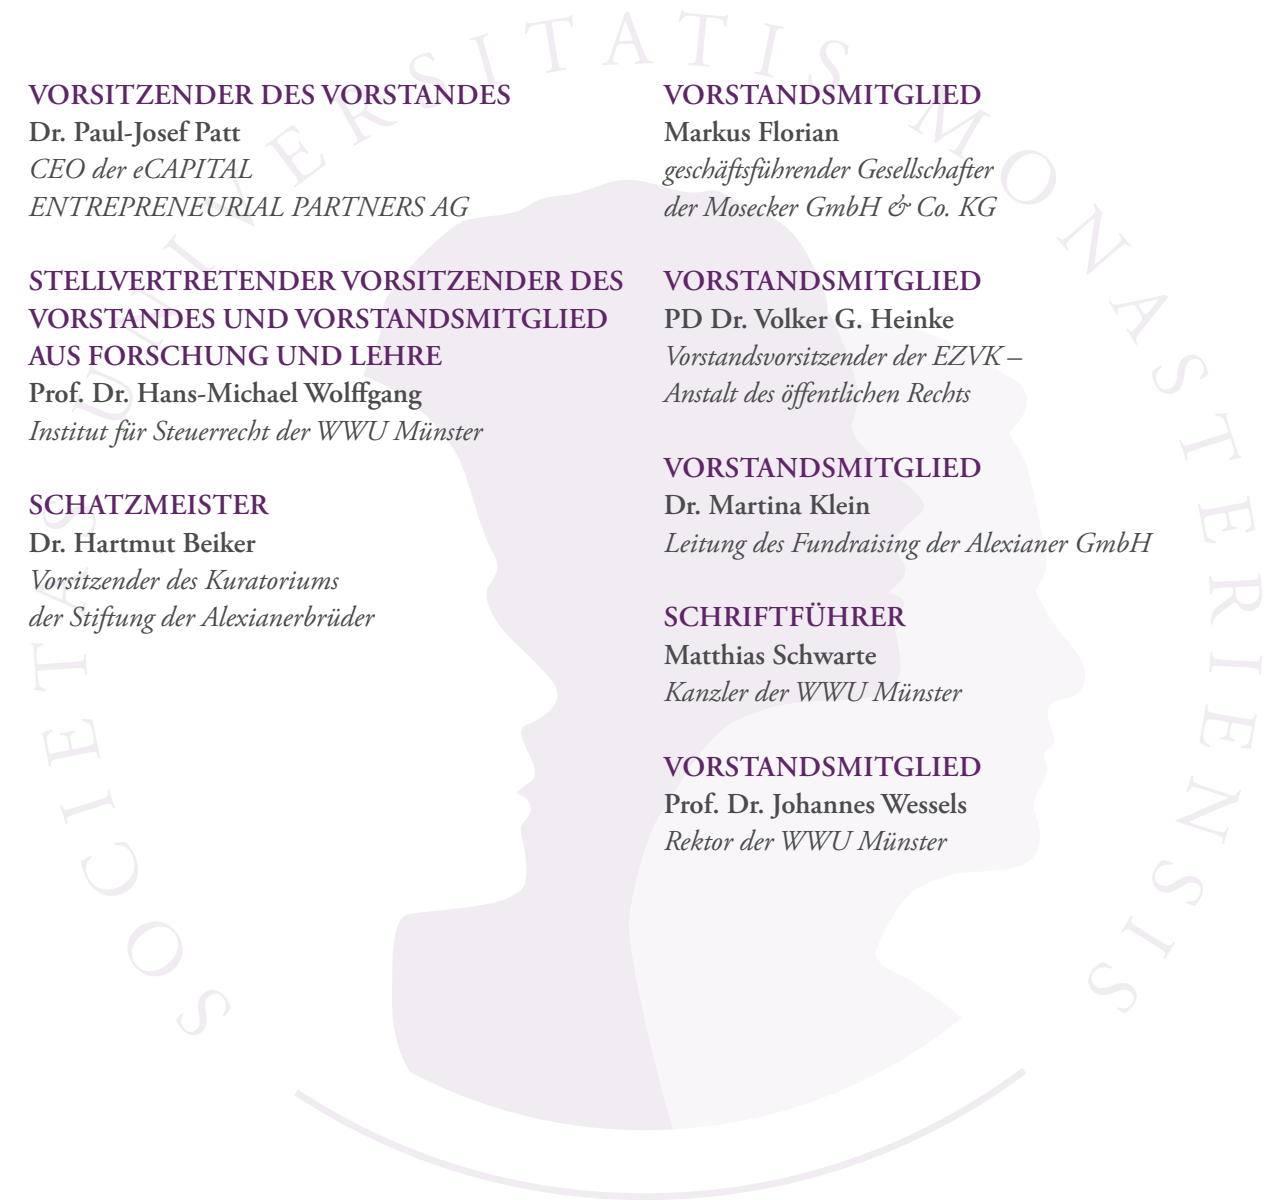 SOCIETAS UNIVERSITATIS MONASTERIENSIS
VORSITZENDER DES VORSTANDES
Dr. Paul-Josef Patt
CEO der eCAPITAL
ENTREPRENEURIAL PARTNERS AG
STELLVERTRETENDER VORSITZENDER DES
VORSTANDES UND VORSTANDSMITGLIED
AUS FORSCHUNG UND LEHRE
Prof. Dr. Hans-Michael Wolffgang
Institut für Steuerrecht der WWU Münster
SCHATZMEISTER
Dr. Hartmut Beiker
Vorsitzender des Kuratoriums
der Stiftung der Alexianerbrüder
VORSTANDSMITGLIED
Markus Florian
geschäftsführender Gesellschafter
der Mosecker GmbH & Co. KG
VORSTANDSMITGLIED
PD Dr. Volker G. Heinke
Vorstandsvorsitzender der EZVK –
Anstalt des öffentlichen Rechts
VORSTANDSMITGLIED
Dr. Martina Klein
Leitung des Fundraising der Alexianer GmbH
SCHRIFTFÜHRER
Matthias Schwarte
Kanzler der WWU Münster
VORSTANDSMITGLIED
Prof. Dr. Johannes Wessels
Rektor der WWU Münster